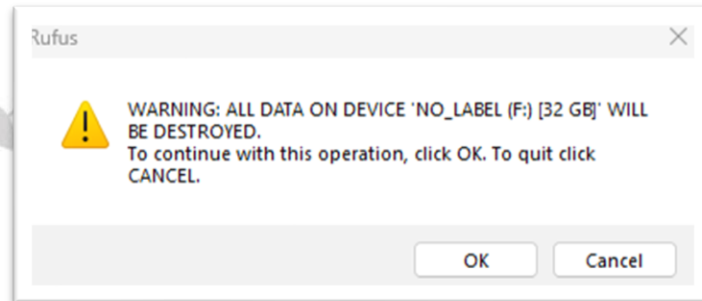 Rufus
WARNING: ALL DATA ON DEVICE 'NO_LABEL (F:) [32 GB]' WILL
BE DESTROYED.
To continue with this operation, click OK. To quit click
CANCEL.
OK
Cancel